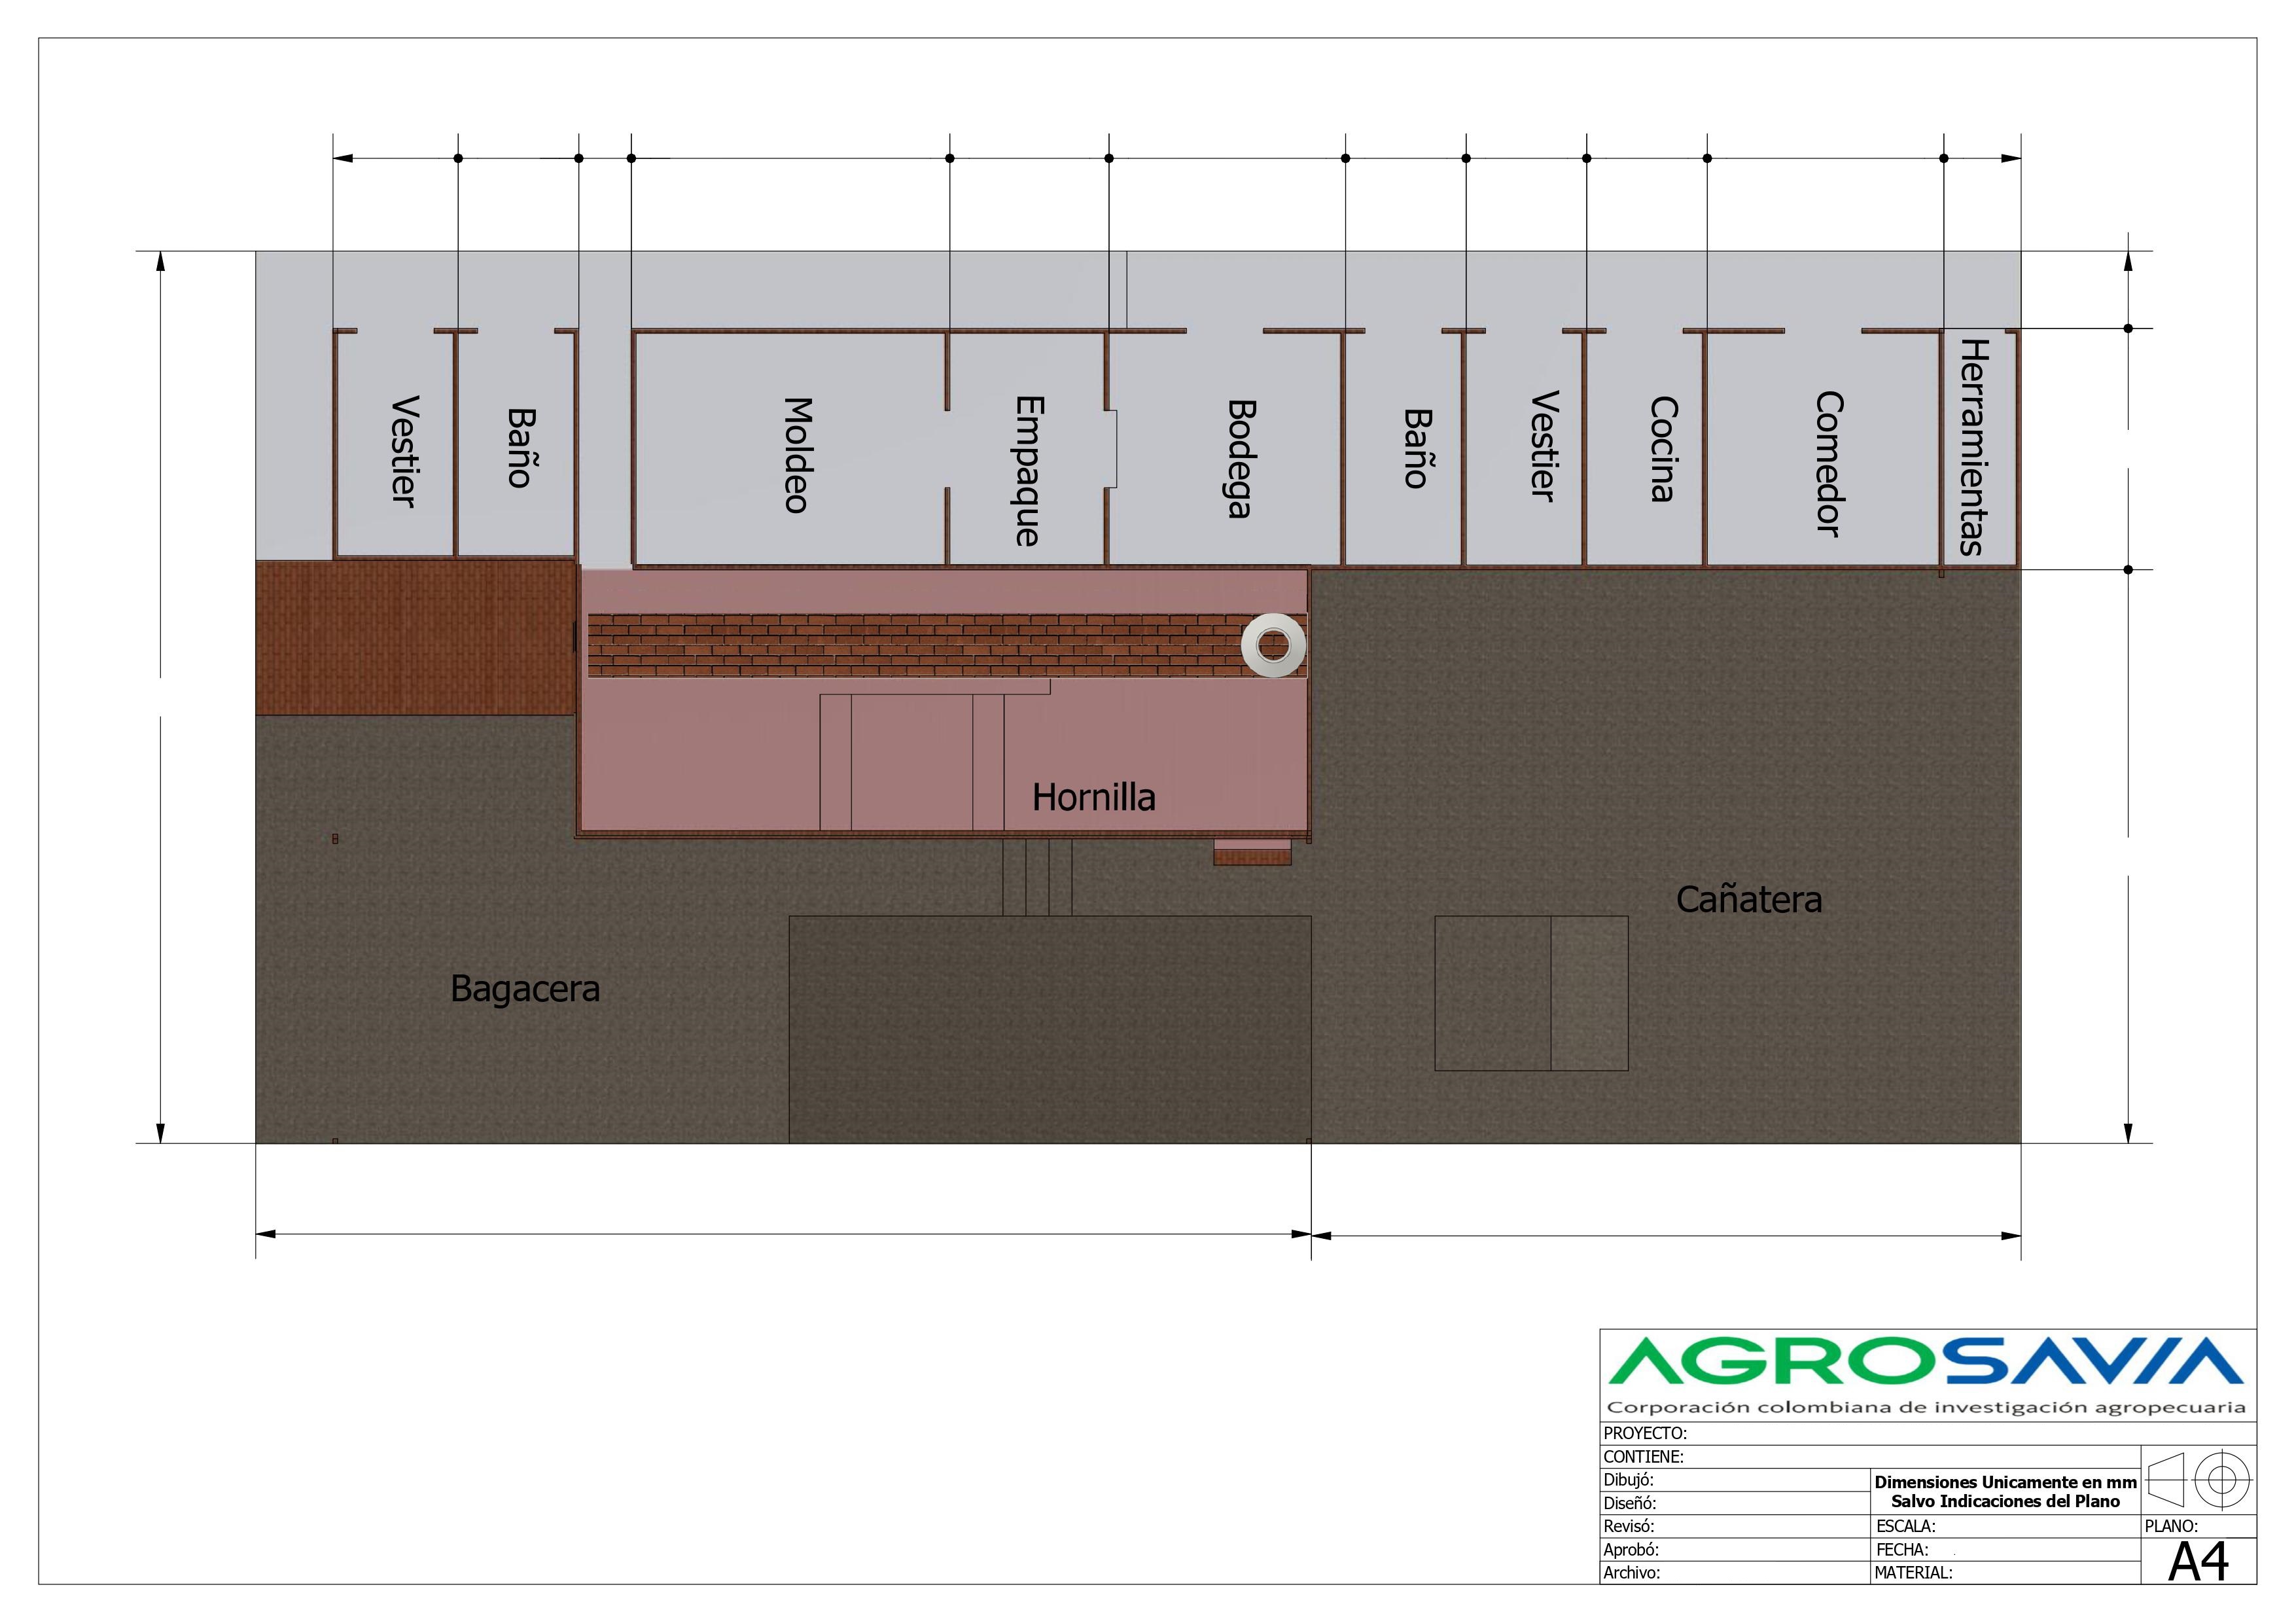 Vestier
Baño
Moldeo
Empaque
Bodega
Baño
Vestier
Cocina
Comedor
Herramientas
Hornilla
Cañatera
Bagacera
AGROSAVIA
Corporación colombiana de investigación agropecuaria
PROYECTO:
CONTIENE:
Dibujó:
Dimensiones Unicamente en mm
Salvo Indicaciones del Plano
Diseñó:
Revisó:
ESCALA:
PLANO:
Aprobó:
FECHA:
A4
Archivo:
MATERIAL: